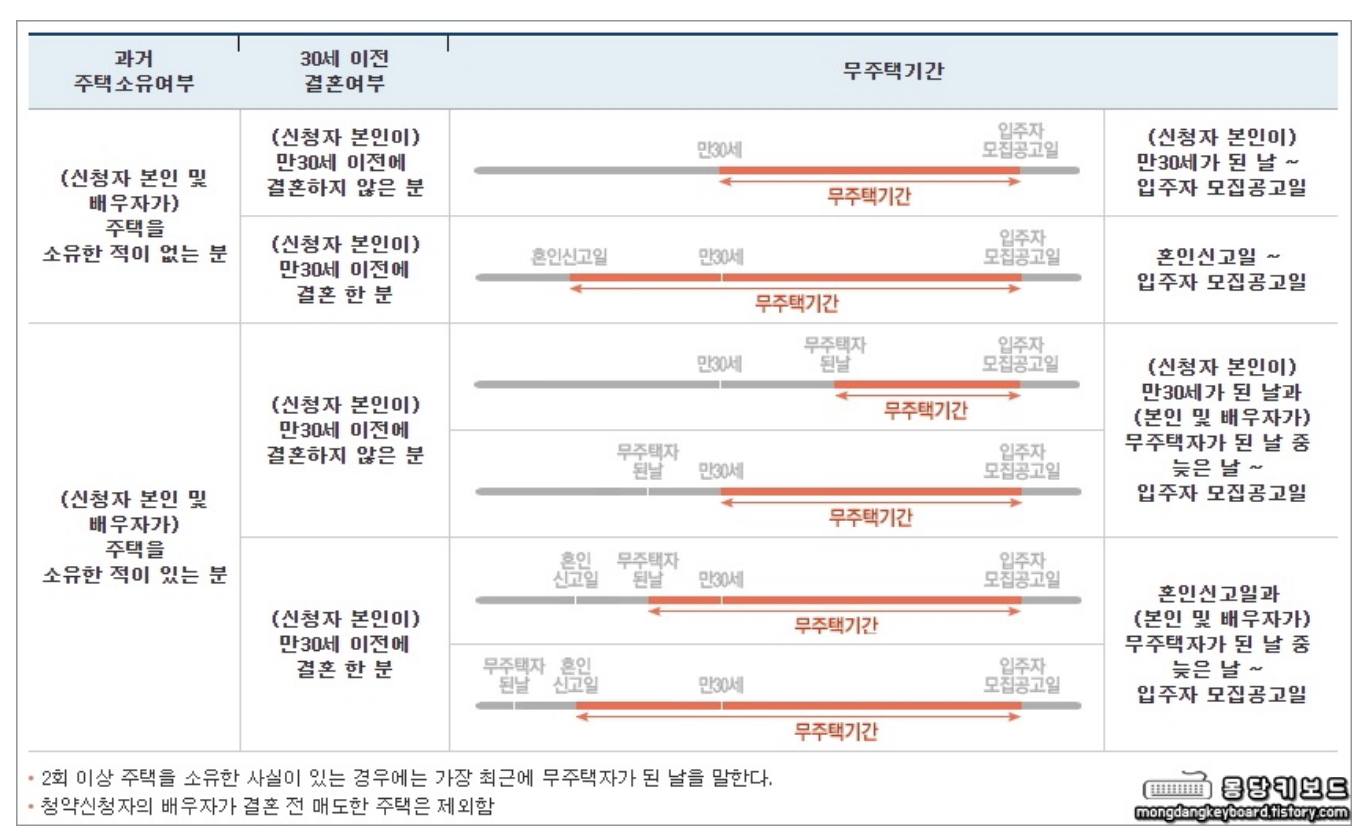 과거
주택소유여부
30세 이전
결혼여부
무주택기간
(신청자 본인 및
배우자가)
주택을
소유한 적이 없는 분
(신청자 본인이)
만30세 이전에
결혼하지 않은 분
만30세
입주자
모집공고일
무주택기간
(신청자 본인이)
만30세가 된 날 ~
입주자 모집공고일
(신청자 본인이)
만30세 이전에
결혼 한 분
혼인신고일
만30세
입주자
모집공고일
무주택기간
혼인신고일 ~
입주자 모집공고일
(신청자 본인 및
배우자가)
주택을
소유한 적이 있는 분
(신청자 본인이)
만30세 이전에
결혼하지 않은 분
만30세
무주택자
된날
입주자
모집공고일
무주택기간
무주택자
된날
만30세
입주자
모집공고일
무주택기간
(신청자 본인이)
만30세가 된 날과
(본인 및 배우자가)
무주택자가 된 날 중
늦은 날 ~
입주자 모집공고일
(신청자 본인이)
만30세 이전에
결혼 한 분
혼인
신고일
무주택자
된날
만30세
입주자
모집공고일
무주택기간
무주택자
된날
혼인
신고일
만30세
입주자
모집공고일
무주택기간
혼인신고일과
(본인 및 배우자가)
무주택자가 된 날 중
늦은 날 ~
입주자 모집공고일
• 2회 이상 주택을 소유한 사실이 있는 경우에는 가장 최근에 무주택자가 된 날을 말한다.
• 청약신청자의 배우자가 결혼 전 매도한 주택은 제외함
몽당키보드
mongdangkeyboard.tistory.com